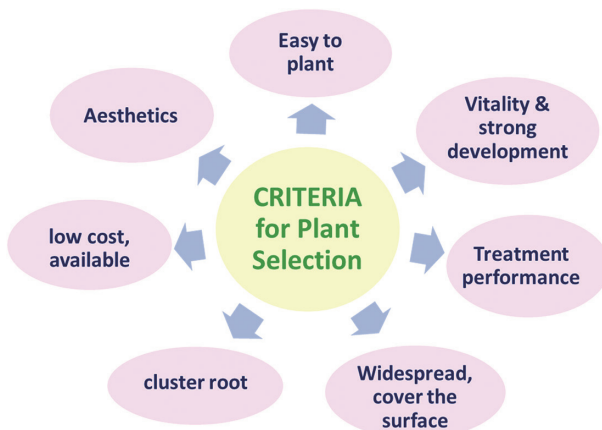 Easy to
plant
Vitality &
strong
development
Aesthetics
CRITERIA
for Plant
Selection
low cost,
available
Treatment
performance
cluster root
Widespread,
cover the
surface